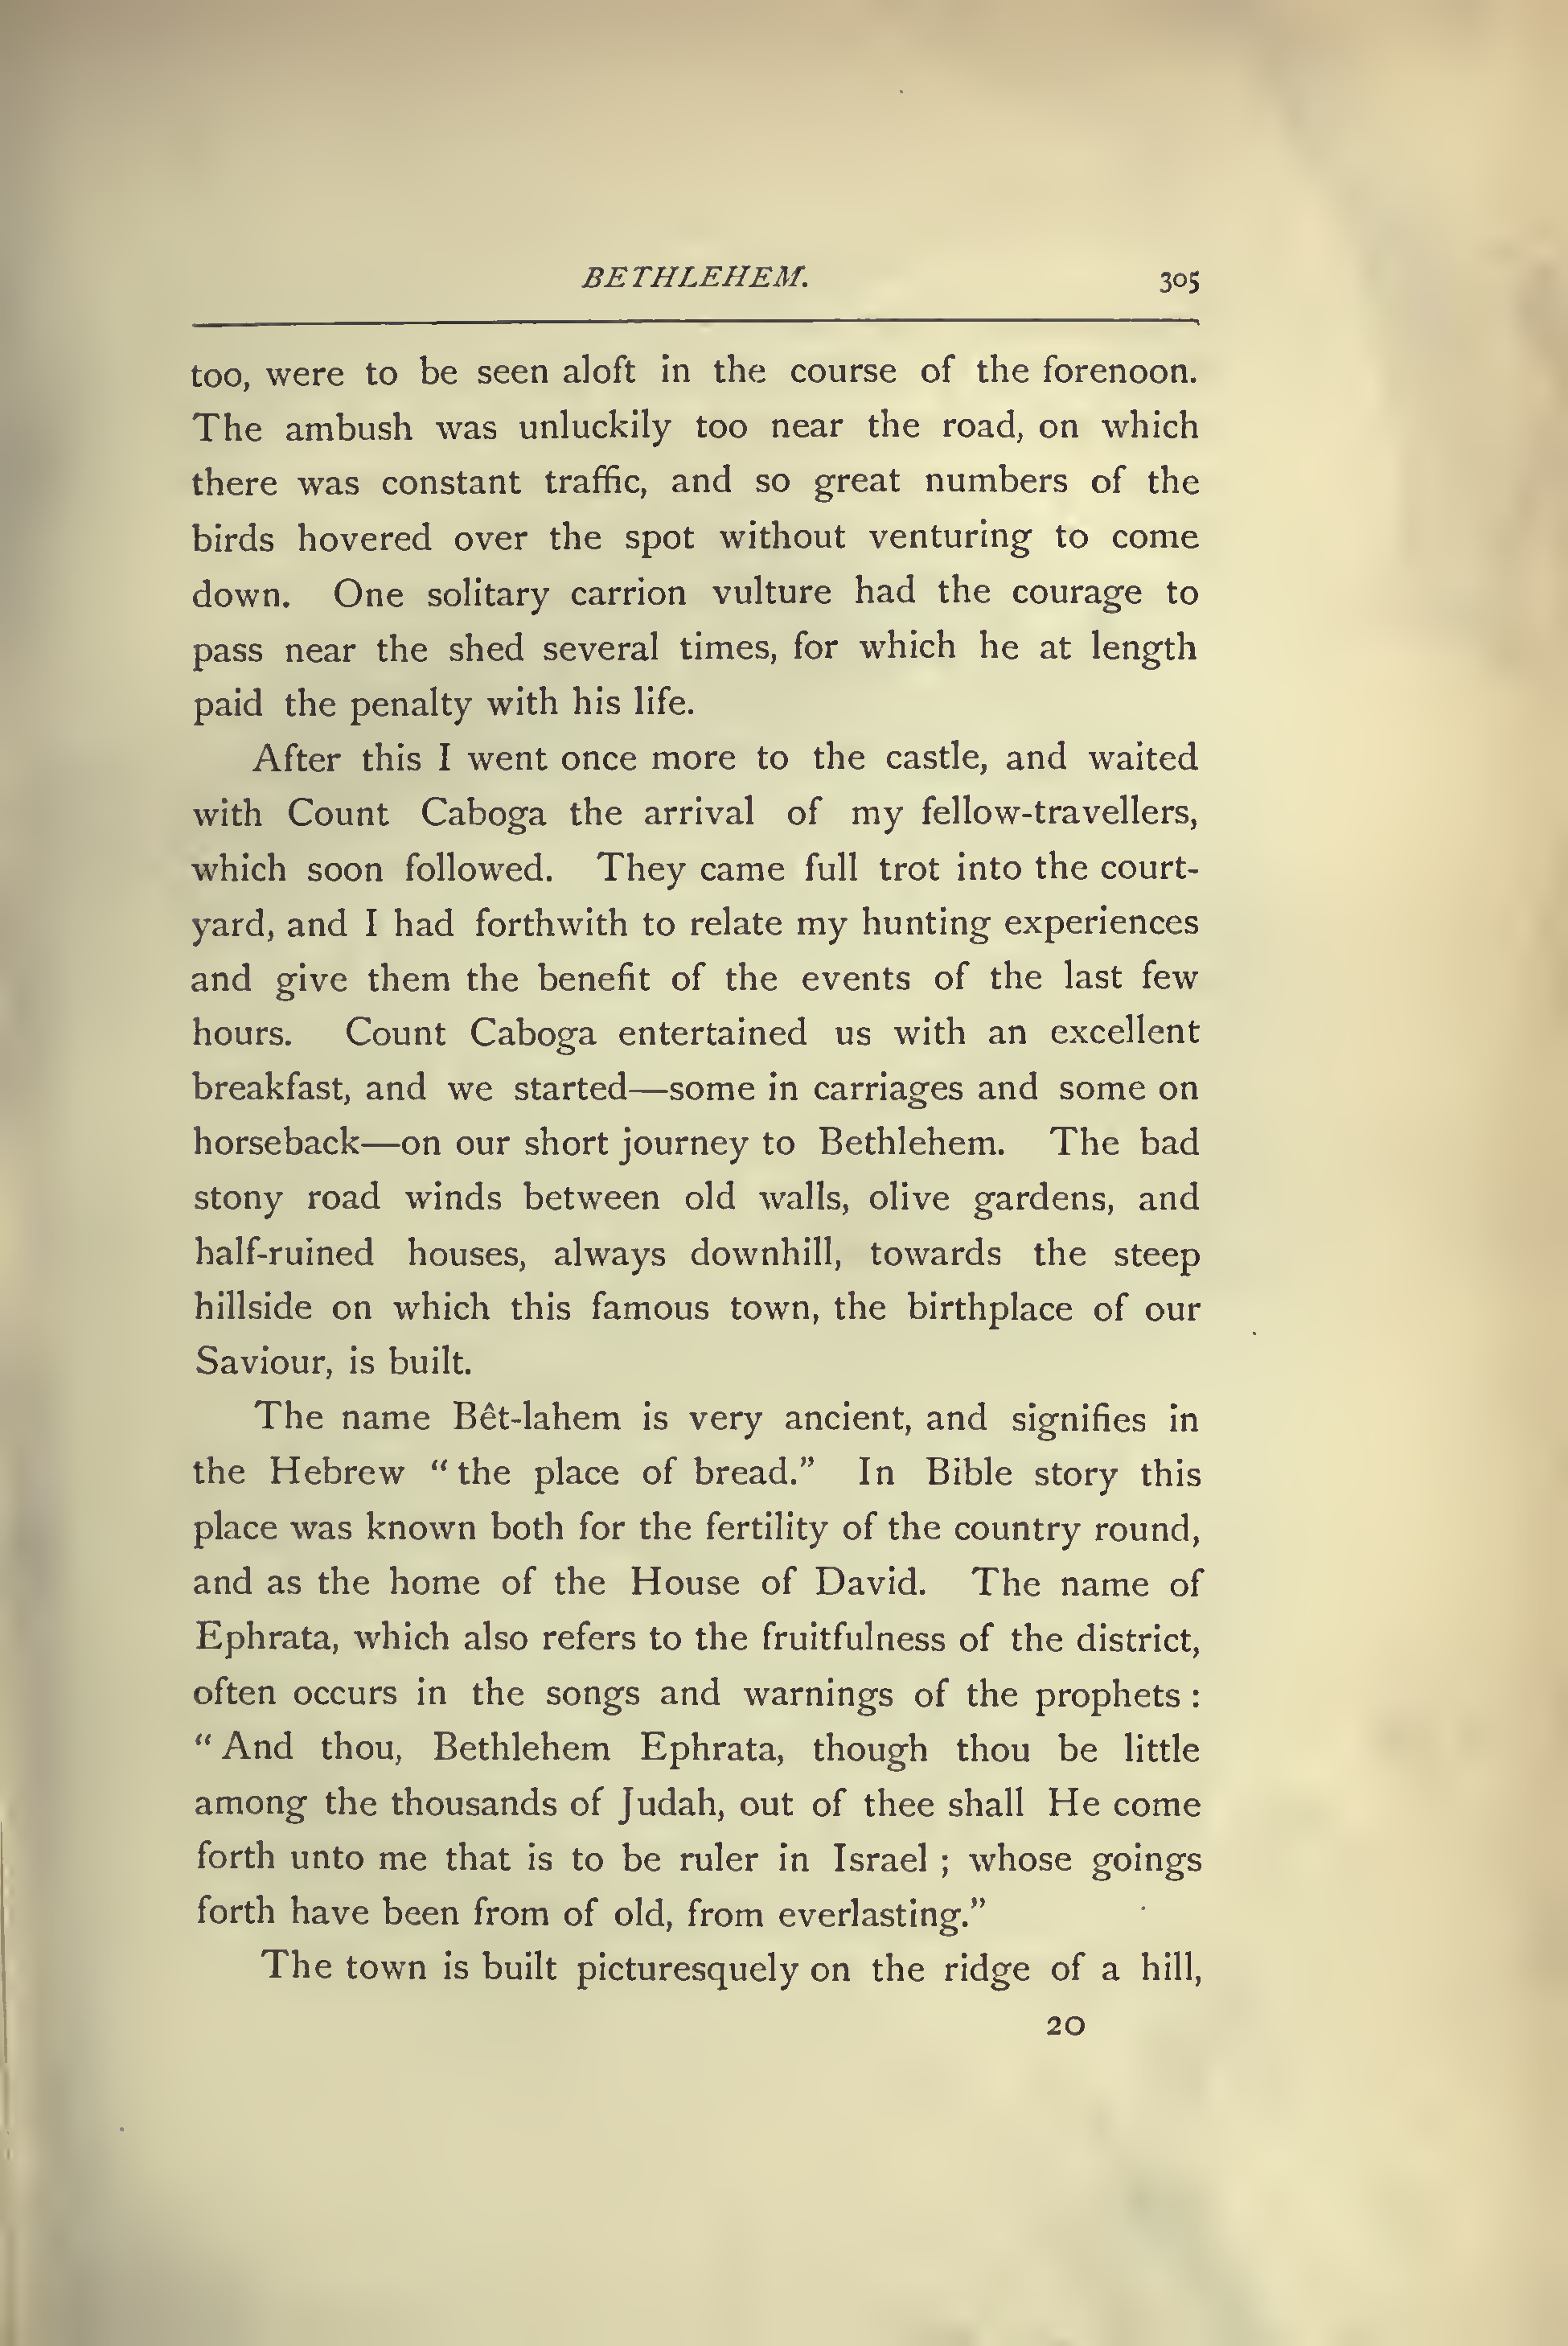 BETHLEHEM. 305
too, were to be seen aloft in the course of the forenoon.
The ambush was unluckily too near the road, on which
there was constant traffic, and so great numbers of the
birds hovered over the spot without venturing to come
down. One solitary carrion vulture had the courage to
pass near the shed several times, for which he at length
paid the penalty with his life.
After this I went once more to the castle, and waited
with Count Caboga the arrival of my fellow-travellers,
which soon followed. They came full trot into the court-
yard, and I had forthwith to relate my hunting experiences
and give them the benefit of the events of the last few
hours. Count Caboga entertained us with an excellent
breakfast, and we started—some in carriages and some on
horseback—on our short journey to Bethlehem. The bad
stony road winds between old walls, olive gardens, and
half-ruined houses, always downhill, towards the steep
hillside on which this famous town, the birthplace of our
Saviour, is built.
The name Bêt-lahem is very ancient, and signifies in
the Hebrew “the place of bread.” In Bible story this
place was known both for the fertility of the country round,
and as the home of the House of David. The name of
Ephrata, which also refers to the fruitfulness of the district,
often occurs in the songs and warnings of the prophets :
“And thou, Bethlehem Ephrata, though thou be little
among the thousands of Judah, out of thee shall He come
forth unto me that is to be ruler in Israel ; whose goings
forth have been from of old, from everlasting.”
The town is built picturesquely on the ridge of a hill,
20